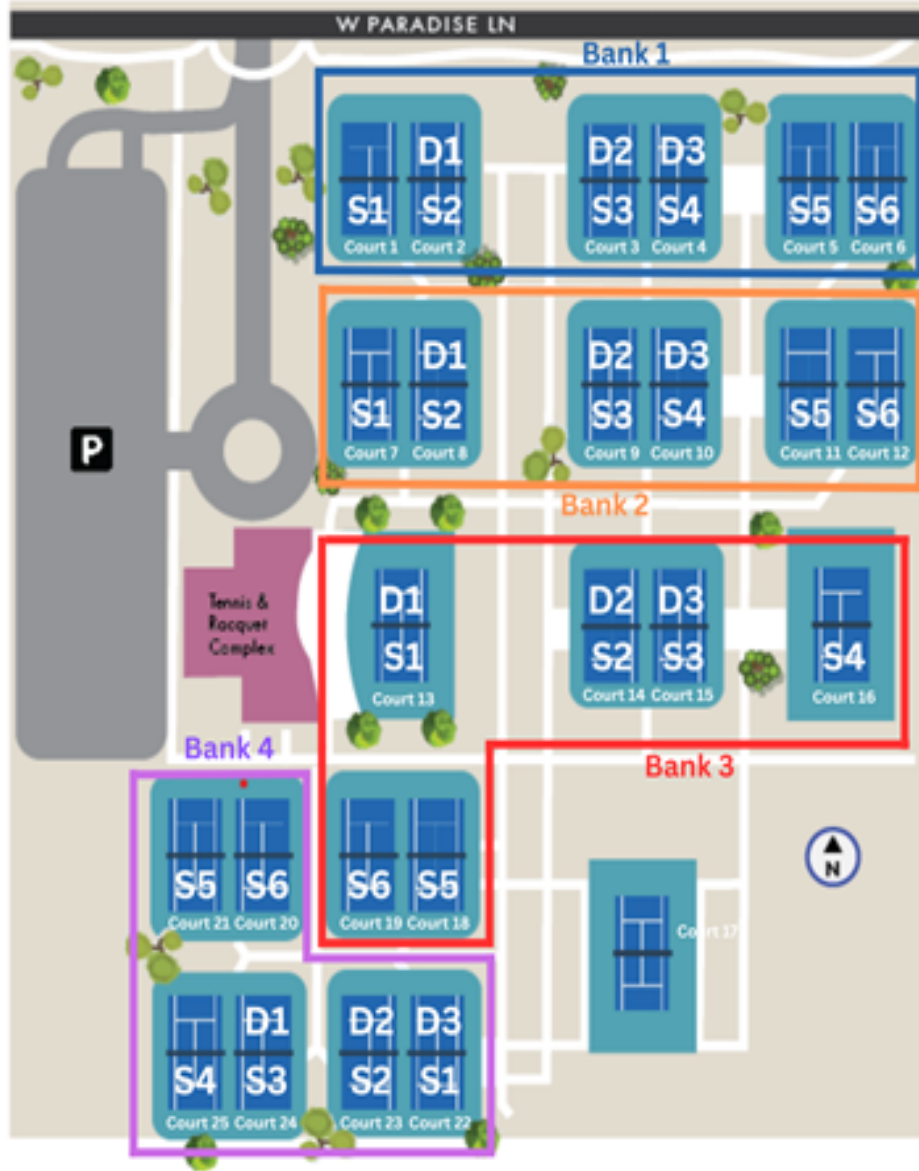 W PARADISE LN
Bank 1
D1 D2 D3
S1 S2 S3 S4 S5 S6
Court 1 Court 2 Court 3 Court 4 Court 5 Court 6
D1 D2 D3
S1 S2 S3 S4 S5 S6
Court 7 Court 8 Court 9 Court 10 Court 11 Court 12
P
Bank 2
Tennis &
Racquet
Complex
D1 D2 D3
S1 S2 S3 S4
Court 13 Court 14 Court 15 Court 16
Bank 4
Bank 3
S5 S6 S6 S5
Court 21 Court 20 Court 19 Court 18
N
Court 17
D1 D2 D3
S4 S3 S2 S1
Court 25 Court 24 Court 23 Court 22